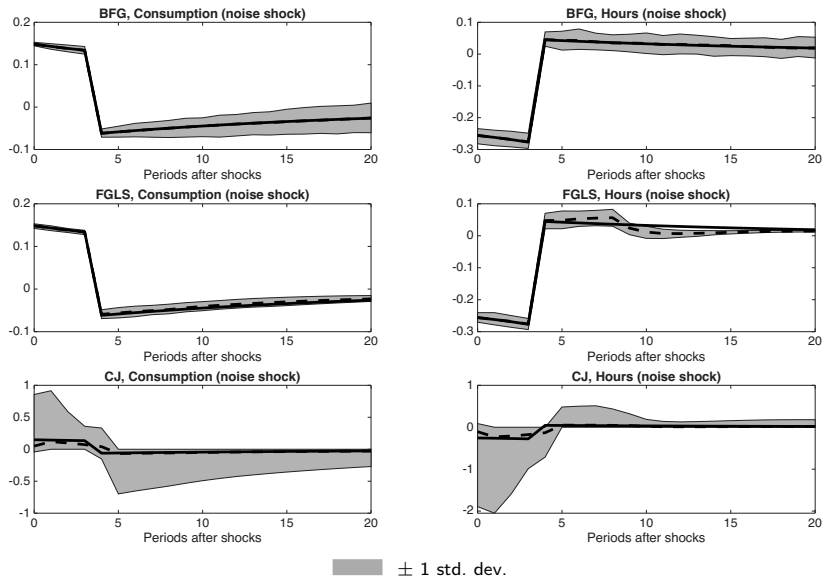 BFG, Consumption (noise shock)
0.2
0.1
0
-0.1
0 5 10 15 20
Periods after shocks
BFG, Hours (noise shock)
0.1
0
0.1
0.2
-0.3
0 5 10 15 20
Periods after shocks
FGLS, Consumption (noise shock)
0.2
0.1
0
-0.1
0 5 10 15 20
Periods after shocks
FGLS, Hours (noise shock)
0.1
0
0.1
0.2
-0.3
0 5 10 15 20
Periods after shocks
CJ, Consumption (noise shock)
1
0.5
0
-0.5
-1
0 5 10 15 20
Periods after shocks
CJ, Hours (noise shock)
1
0
-1
-2
0 5 10 15 20
Periods after shocks
± 1 std. dev.